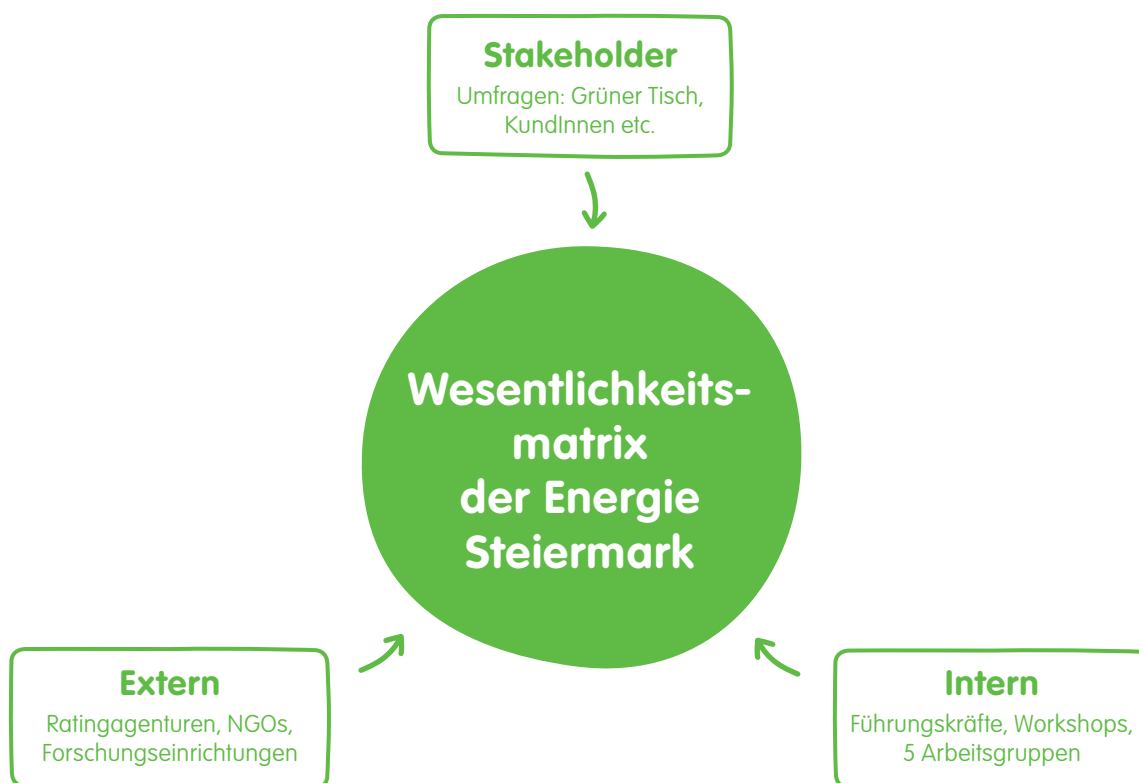 Stakeholder
Umfragen: Grüner Tisch,
KundInnen etc.
Wesentlichkeits-
matrix
der Energie
Steiermark
Extern
Ratingagenturen, NGOs,
Forschungseinrichtungen
Intern
Führungskräfte, Workshops,
5 Arbeitsgruppen